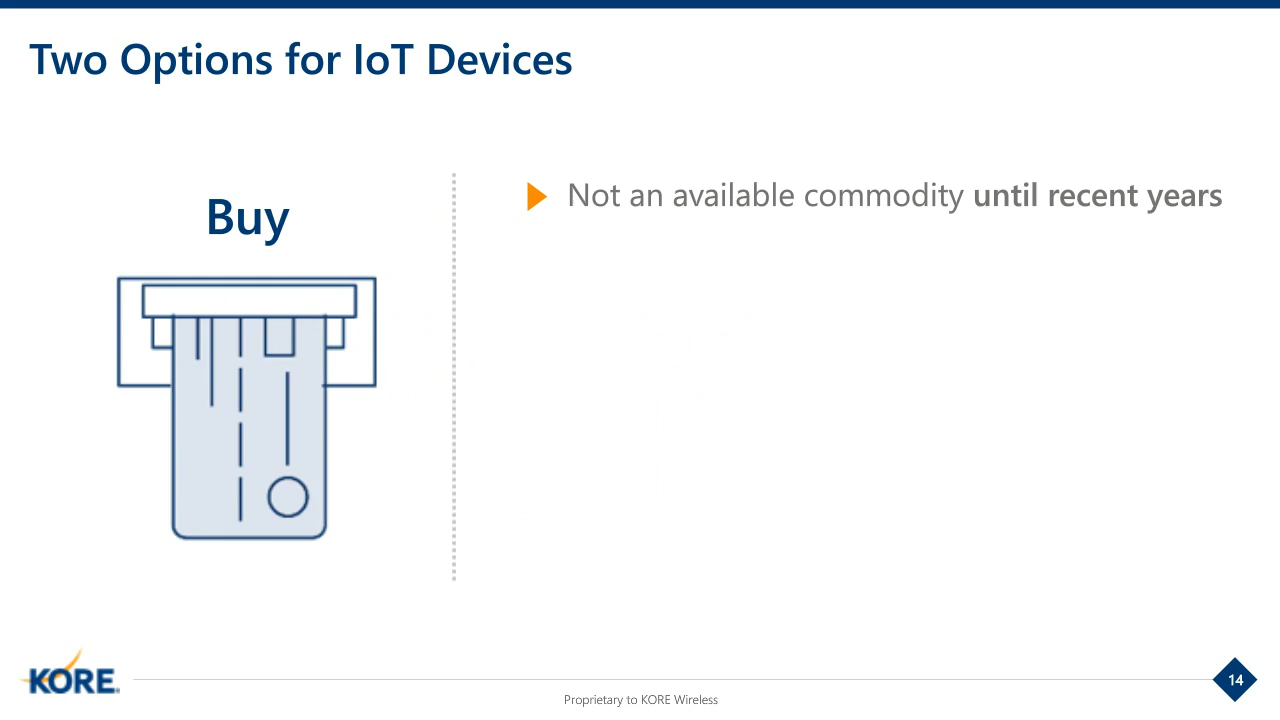 Two Options for IoT Devices
Buy
Not an available commodity until recent years
KORE
14
Proprietary to KORE Wireless